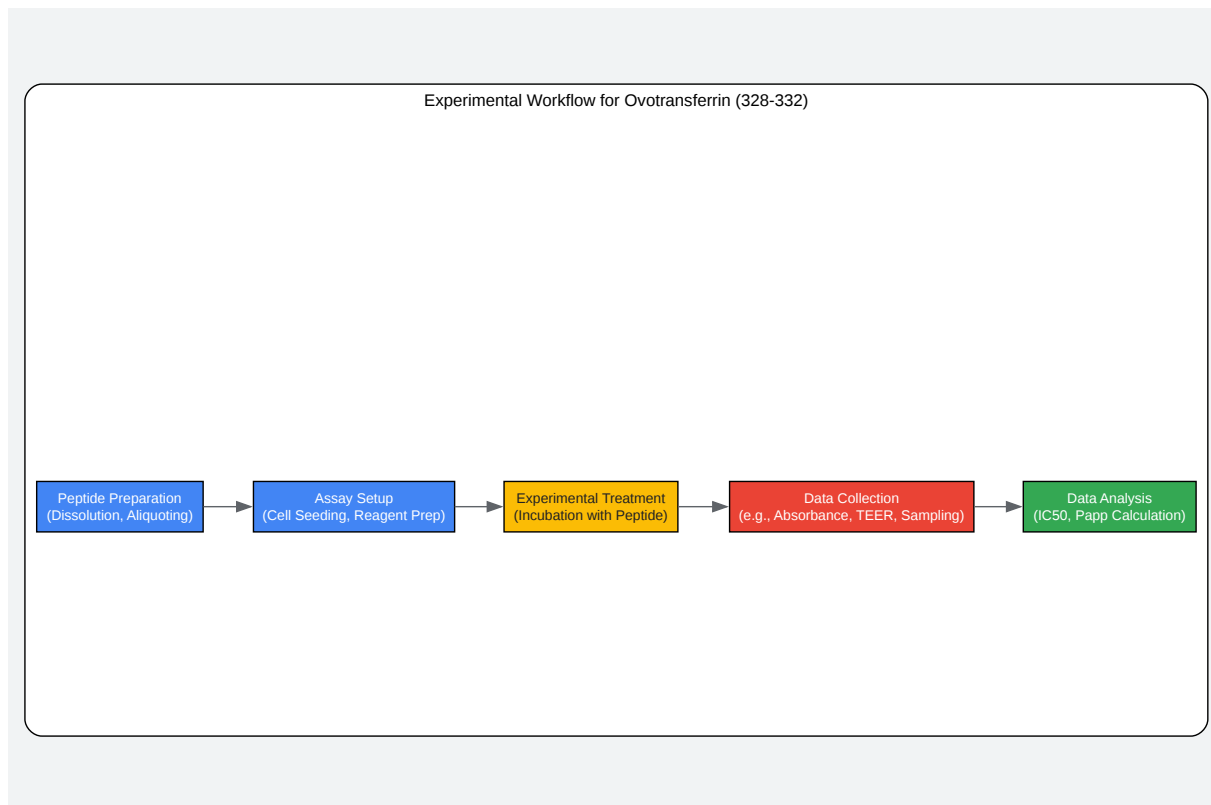 Experimental Workflow for Ovotransferrin (328-332)
Peptide Preparation
(Dissolution, Aliquoting)
Assay Setup
(Cell Seeding, Reagent Prep)
Experimental Treatment
(Incubation with Peptide)
Data Collection
(e.g., Absorbance, TEER, Sampling)
Data Analysis
(IC50, Papp Calculation)